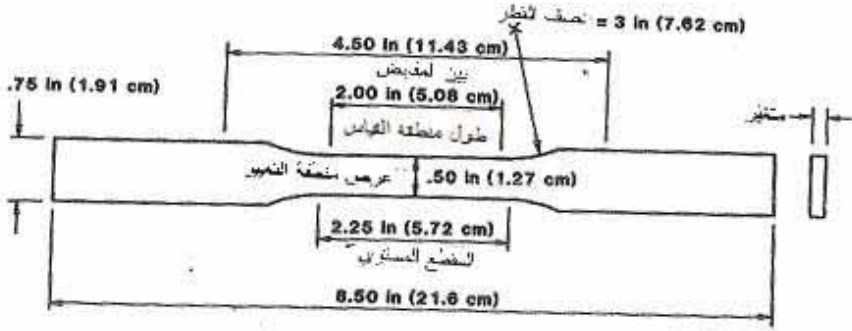 نصف القطر = 3 in (7.62 cm)
4.50 in (11.43 cm)
بين المقبض
.75 in (1.91 cm)
2.00 in (5.08 cm)
طول منطقة القياس
متغير
عرض منطقة
.50 in (1.27 cm)
2.25 in (5.72 cm)
المقطع المستوي
8.50 in (21.6 cm)